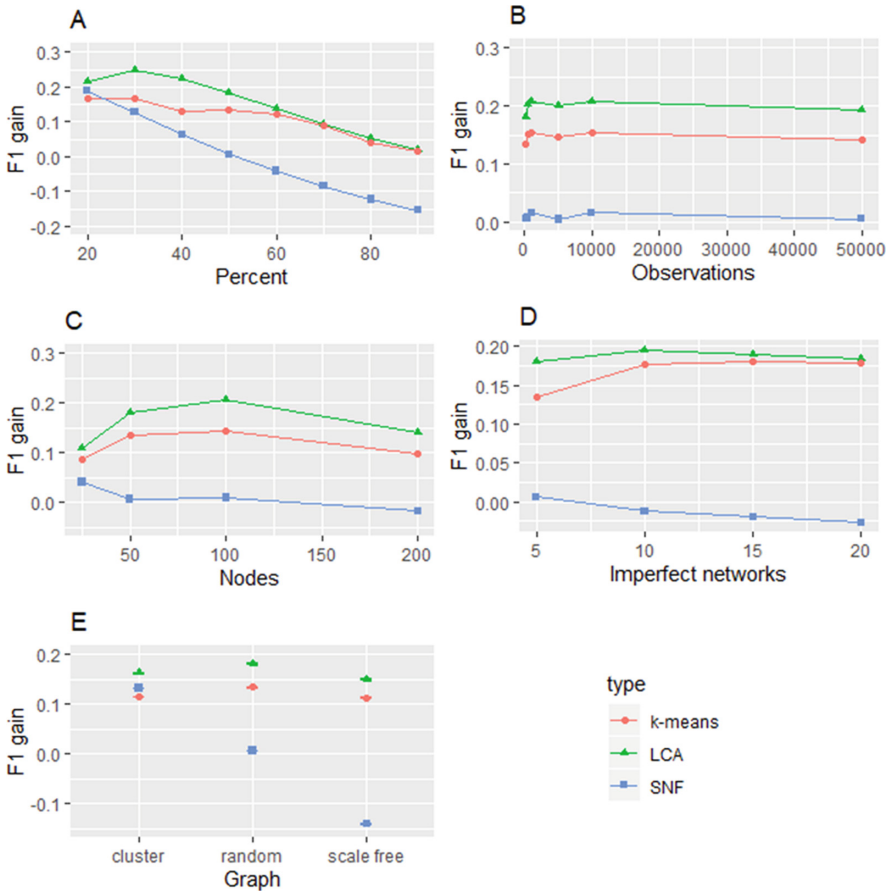 A
F1 gain
0.3
0.2
0.1
0.0
-0.1
-0.2
20 40 60 80
Percent
B
F1 gain
0.3
0.2
0.1
0.0
0 10000 20000 30000 40000 50000
Observations
C
F1 gain
0.3
0.2
0.1
0.0
50 100 150 200
Nodes
D
F1 gain
0.20
0.15
0.10
0.05
0.00
5 10 15 20
Imperfect networks
E
F1 gain
0.2
0.1
0.0
-0.1
cluster random scale free
Graph
type
k-means
LCA
SNF